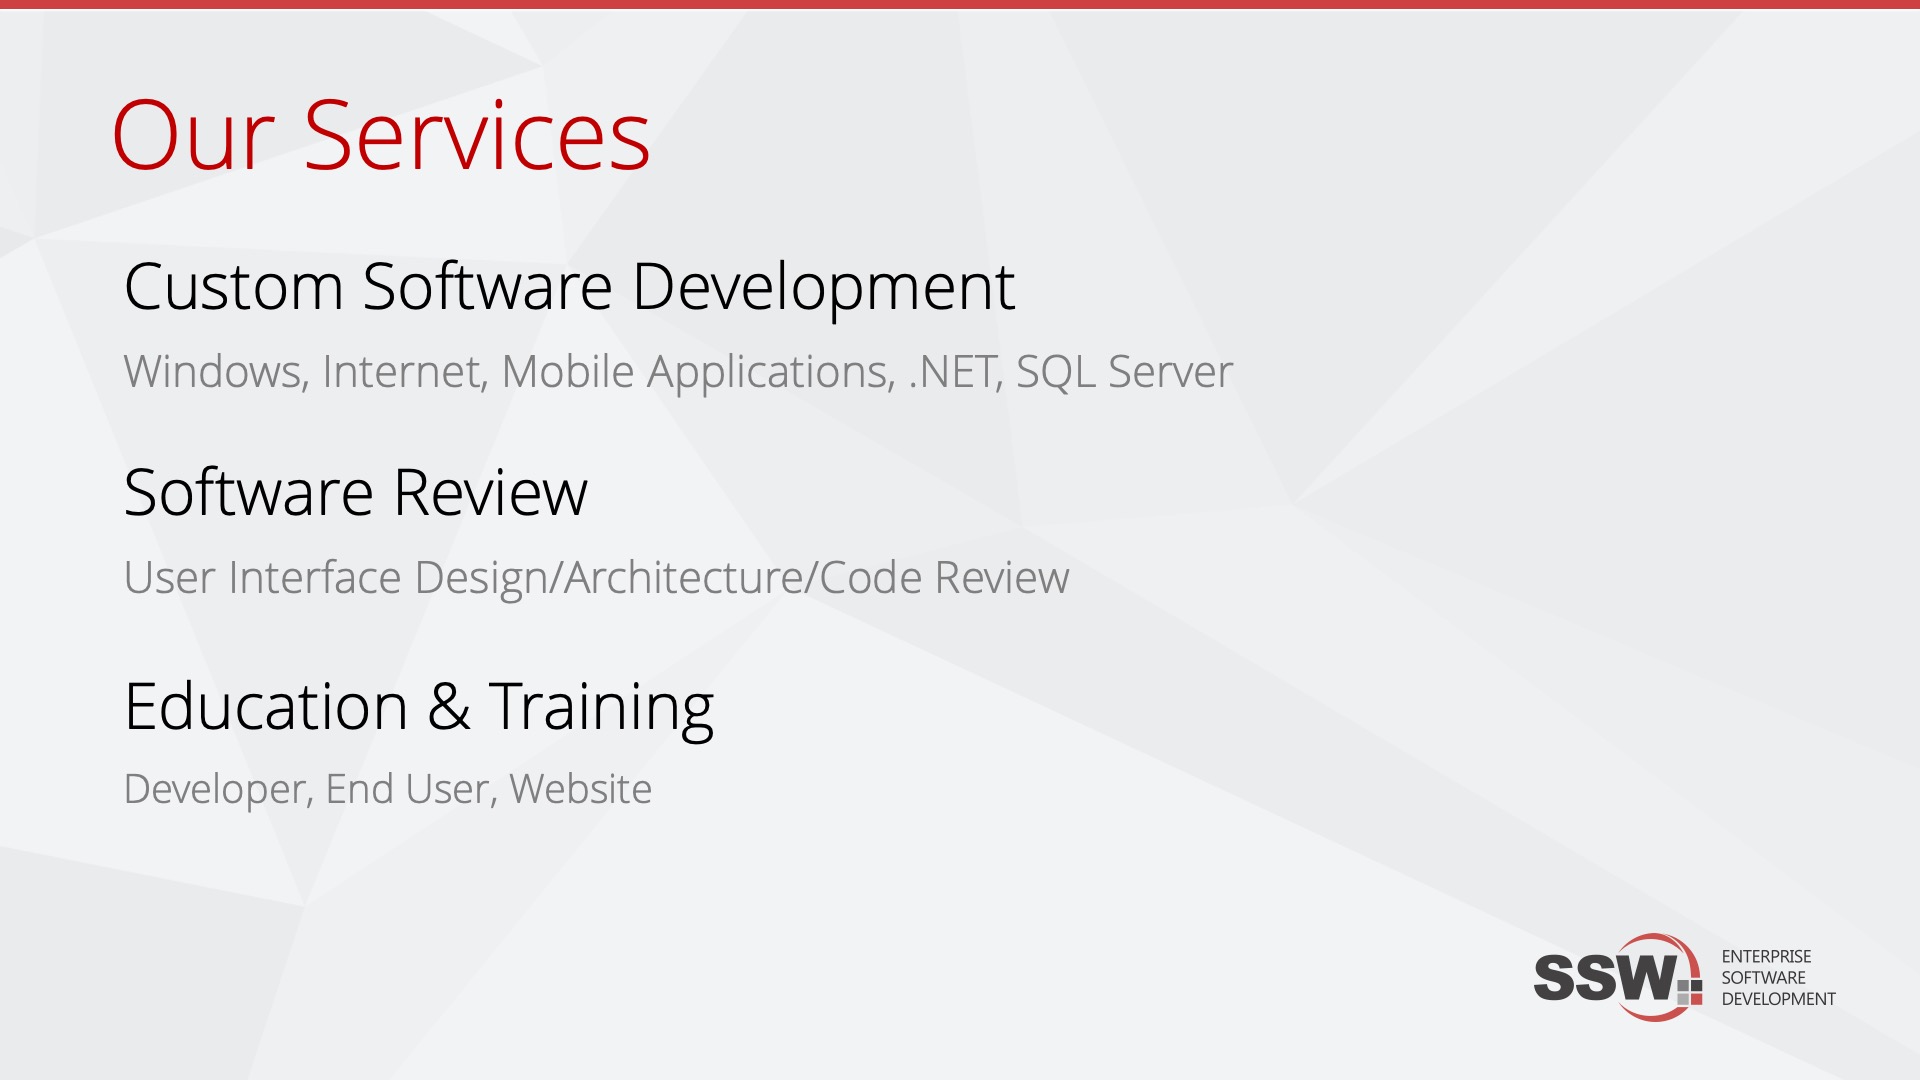 Our Services
Custom Software Development
Windows, Internet, Mobile Applications, .NET, SQL Server
Software Review
User Interface Design/Architecture/Code Review
Education & Training
Developer, End User, Website
SSW
ENTERPRISE
SOFTWARE
DEVELOPMENT